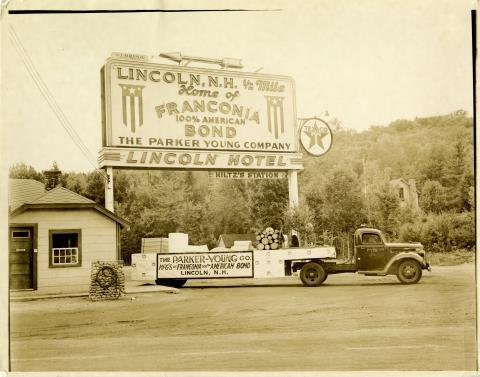 LINCOLN, N.H. 1/2 Mile
Home of
FRANCONIA
100% AMERICAN
BOND
THE PARKER YOUNG COMPANY
LINCOLN HOTEL
TEXACO
HILTZ'S STATION
THE PARKER-YOUNG CO.
MFG'S OF FRANCONIA AND AMERICAN BOND
LINCOLN, N.H.